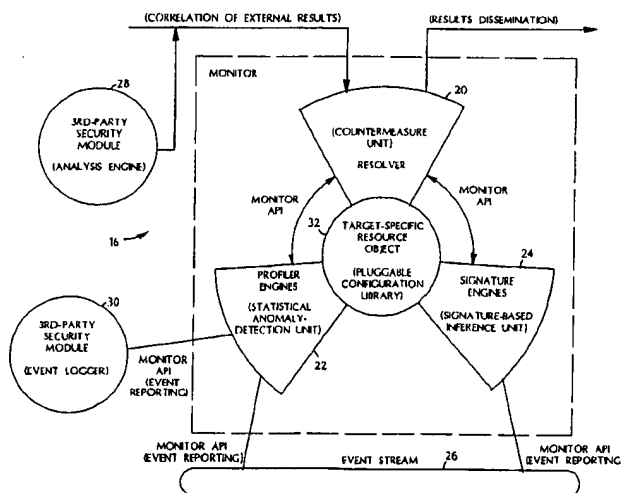 (CORRELATION OF EXTERNAL RESULTS)
(RESULTS DISSEMINATION)
MONITOR
28
3RD-PARTY
SECURITY
MODULE
(ANALYSIS ENGINE)
20
(COUNTERMEASURE
UNIT)
RESOLVER
MONITOR
API
MONITOR
API
16
32
TARGET-SPECIFIC
RESOURCE
OBJECT
(PLUGGABLE
CONFIGURATION
LIBRARY)
24
PROFILER
ENGINES
(STATISTICAL
ANOMALY-
DETECTION UNIT)
SIGNATURE
ENGINES
(SIGNATURE-BASED
INFERENCE UNIT)
30
3RD-PARTY
SECURITY
MODULE
(EVENT LOGGER)
MONITOR
API
(EVENT
REPORTING)
22
MONITOR API
(EVENT REPORTING)
MONITOR API
(EVENT REPORTING
EVENT STREAM
26